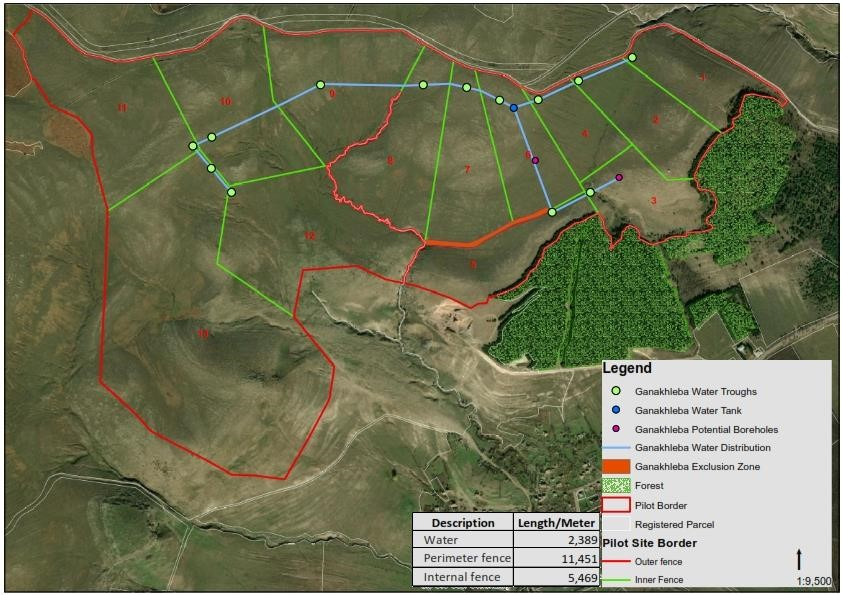 1
2
3
4
5
6
7
8
9
10
11
12
13
Legend
Ganakhleba Water Troughs
Ganakhleba Water Tank
Ganakhleba Potential Boreholes
Ganakhleba Water Distribution
Ganakhleba Exclusion Zone
Forest
Pilot Border
Registered Parcel
Pilot Site Border
Outer fence
Inner Fence
1:9,500
Description Length/Meter
Water 2,389
Perimeter fence 11,451
Internal fence 5,469